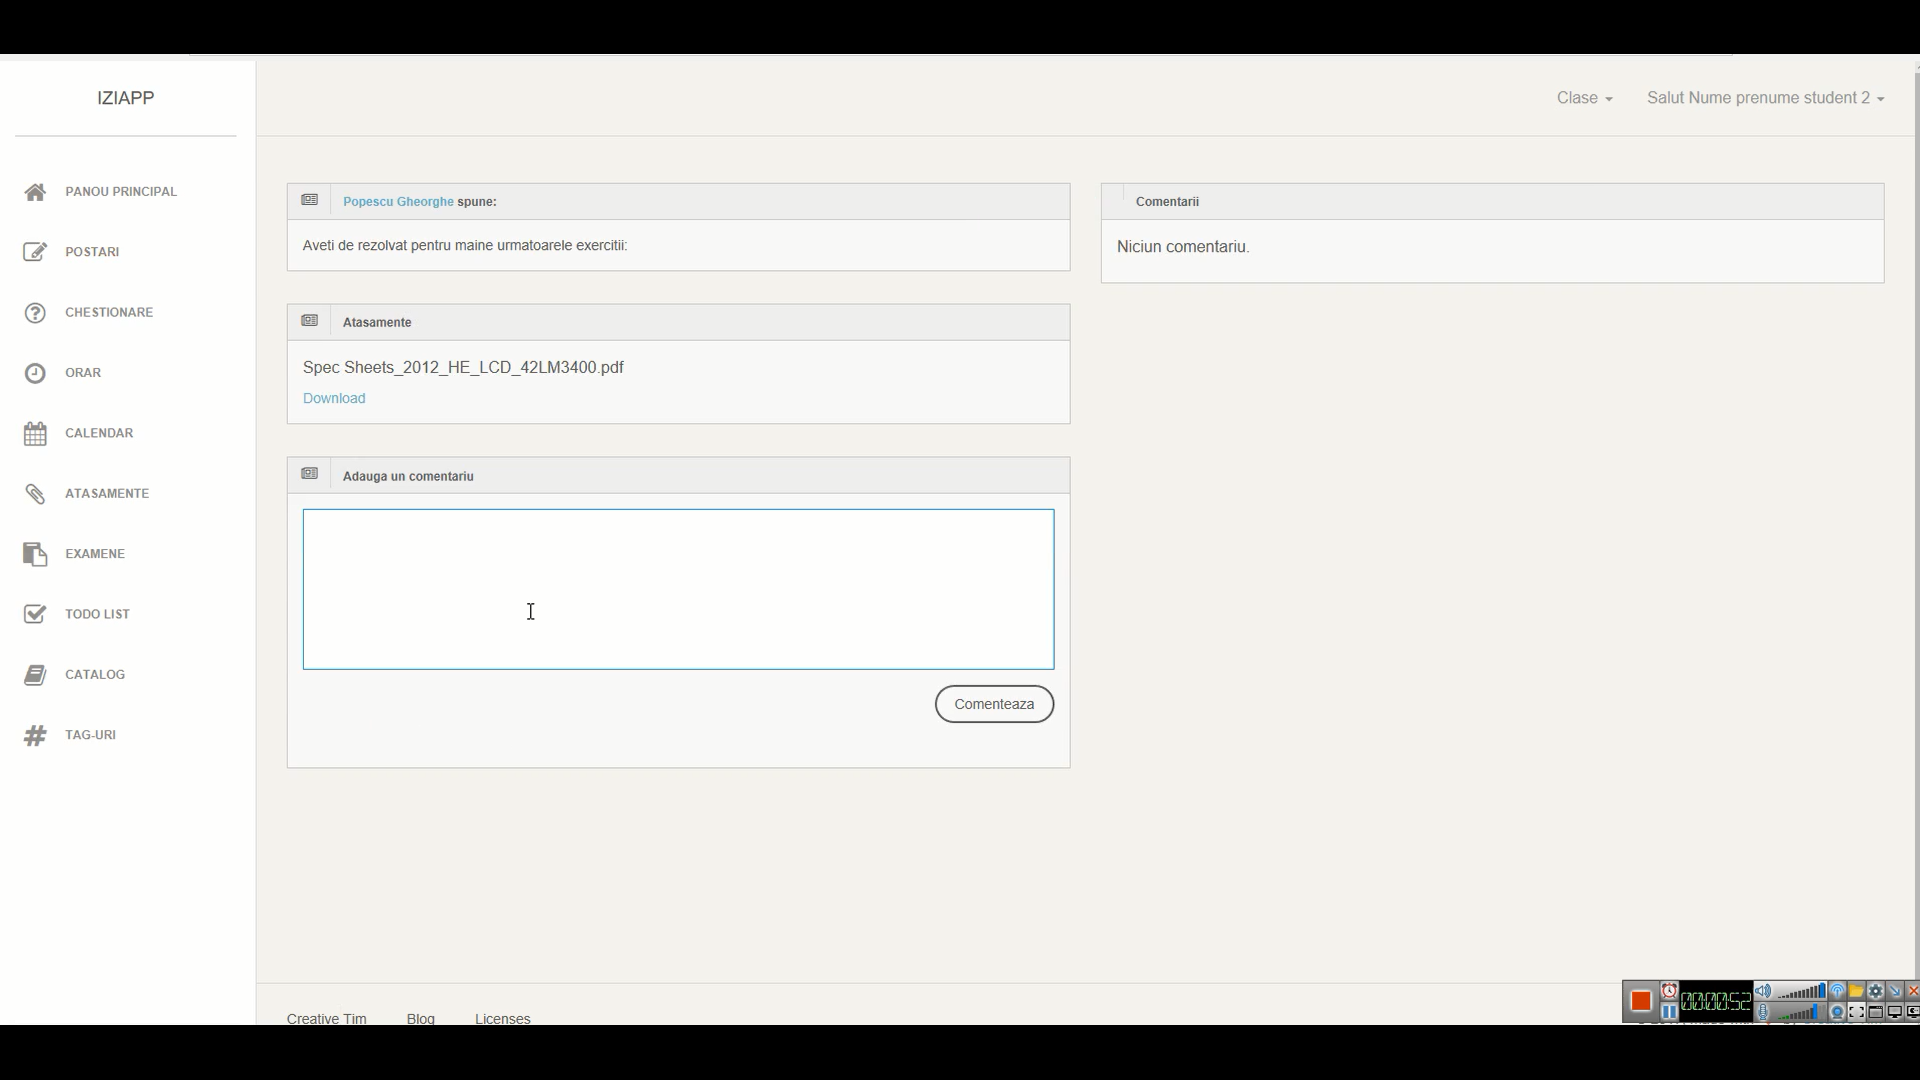 IZIAPP
Clase
Salut Nume prenume student 2
PANOU PRINCIPAL
POSTARI
CHESTIONARE
ORAR
CALENDAR
ATASAMENTE
EXAMENE
TODO LIST
CATALOG
TAG-URI
Popescu Gheorghe spune:
Aveti de rezolvat pentru maine urmatoarele exercitii:
Atasamente
Spec Sheets_2012_HE_LCD_42LM3400.pdf
Download
Adauga un comentariu
Comenteaza
Comentarii
Niciun comentariu.
Creative Tim
Blog
Licenses
00:00:52